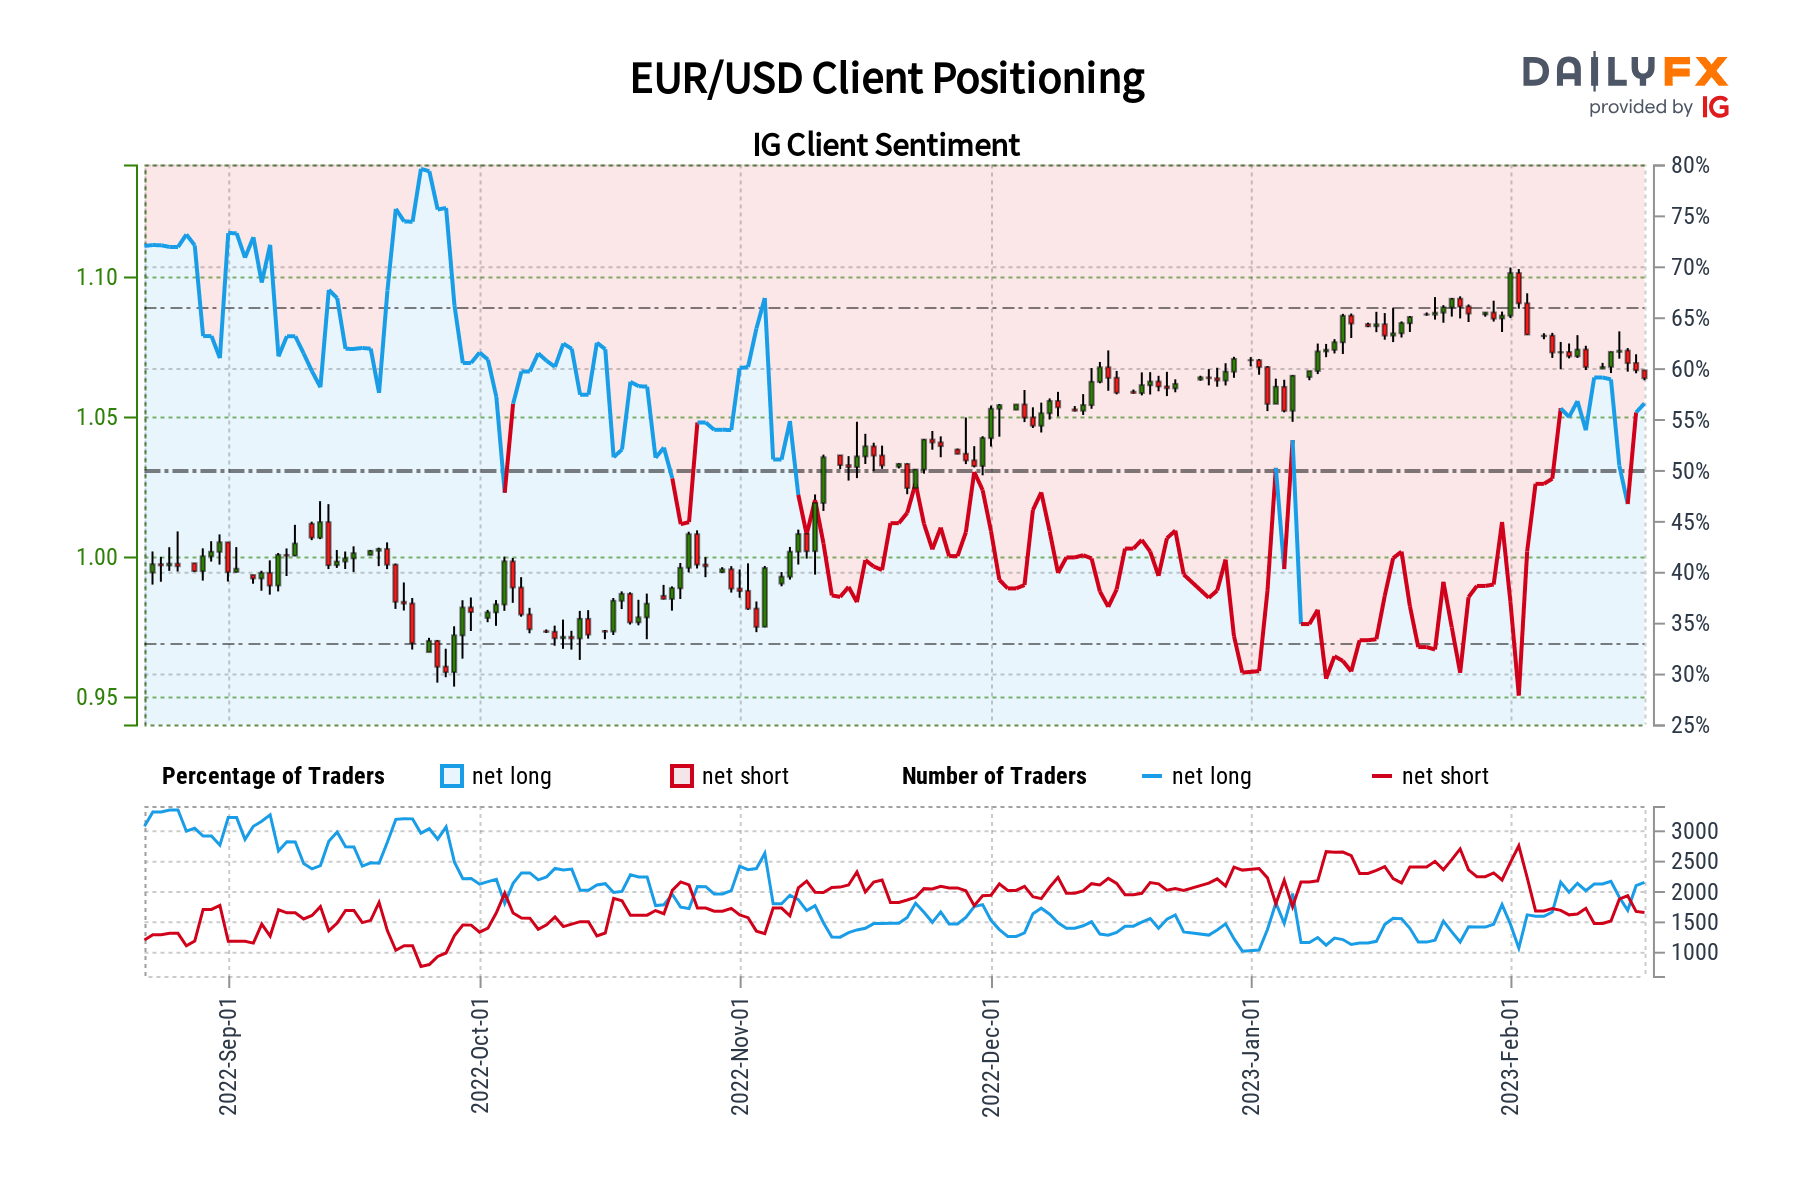 EUR/USD Client Positioning
DAILYFX
provided by IG
IG Client Sentiment
1.10
1.05
1.00
0.95
80%
75%
70%
65%
60%
55%
50%
45%
40%
35%
30%
25%
Percentage of Traders net long net short Number of Traders net long net short
3000
2500
2000
1500
1000
2022-Sep-01
2022-Oct-01
2022-Nov-01
2022-Dec-01
2023-Jan-01
2023-Feb-01